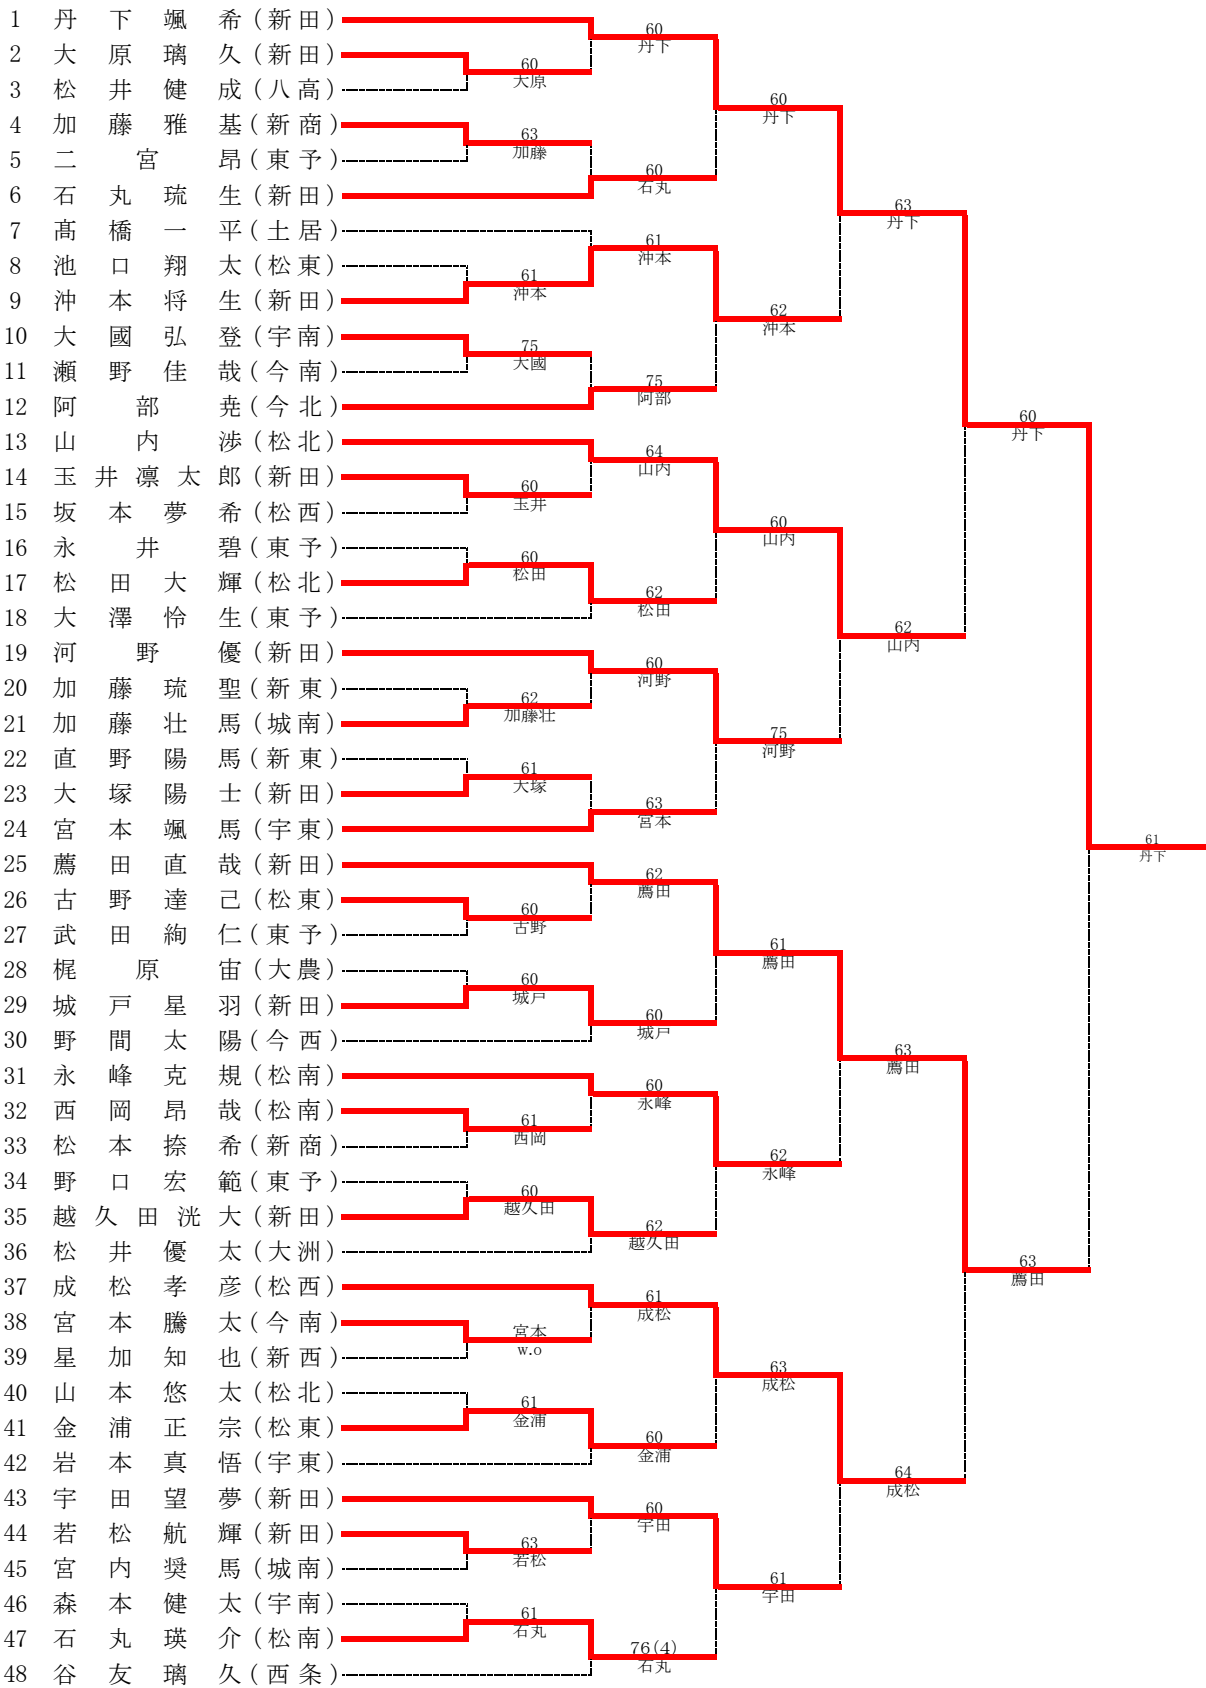 1 丹下颯希(新田)
2 大原璃久(新田)
3 松井健成(八高)
4 加藤雅基(新商)
5 二宮昂(東予)
6 石丸琉生(新田)
7 髙橋一平(土居)
8 池口翔太(松東)
9 沖本将生(新田)
10 大國弘登(宇南)
11 瀬野佳哉(今南)
12 阿部尭(今北)
13 山内渉(松北)
14 玉井凛太郎(新田)
15 坂本夢希(松西)
16 永井碧(東予)
17 松田大輝(松北)
18 大澤怜生(東予)
19 河野優(新田)
20 加藤琉聖(新東)
21 加藤壮馬(城南)
22 直野陽馬(新東)
23 大塚陽士(新田)
24 宮本颯馬(宇東)
25 薦田直哉(新田)
26 古野達己(松東)
27 武田絢仁(東予)
28 梶原宙(大農)
29 城戸星羽(新田)
30 野間太陽(今西)
31 永峰克規(松南)
32 西岡昂哉(松南)
33 松本捺希(新商)
34 野口宏範(東予)
35 越久田洸大(新田)
36 松井優太(大洲)
37 成松孝彦(松西)
38 宮本騰太(今南)
39 星加知也(新西)
40 山本悠太(松北)
41 金浦正宗(松東)
42 岩本真悟(宇東)
43 宇田望夢(新田)
44 若松航輝(新田)
45 宮内奨馬(城南)
46 森本健太(宇南)
47 石丸瑛介(松南)
48 谷友璃久(西条)
60
大原
63
加藤
61
沖本
75
大國
60
玉井
60
松田
62
加藤壮
61
大塚
60
古野
60
城戸
61
西岡
60
越久田
宮本
w.o
61
金浦
63
若松
61
石丸
60
丹下
60
石丸
61
沖本
75
阿部
64
山内
62
松田
60
河野
63
宮本
62
薦田
60
城戸
60
永峰
62
越久田
61
成松
60
金浦
60
宇田
76(4)
石丸
60
丹下
62
沖本
60
山内
75
河野
61
薦田
62
永峰
63
成松
61
宇田
63
丹下
62
山内
63
薦田
64
成松
60
丹下
63
薦田
61
丹下